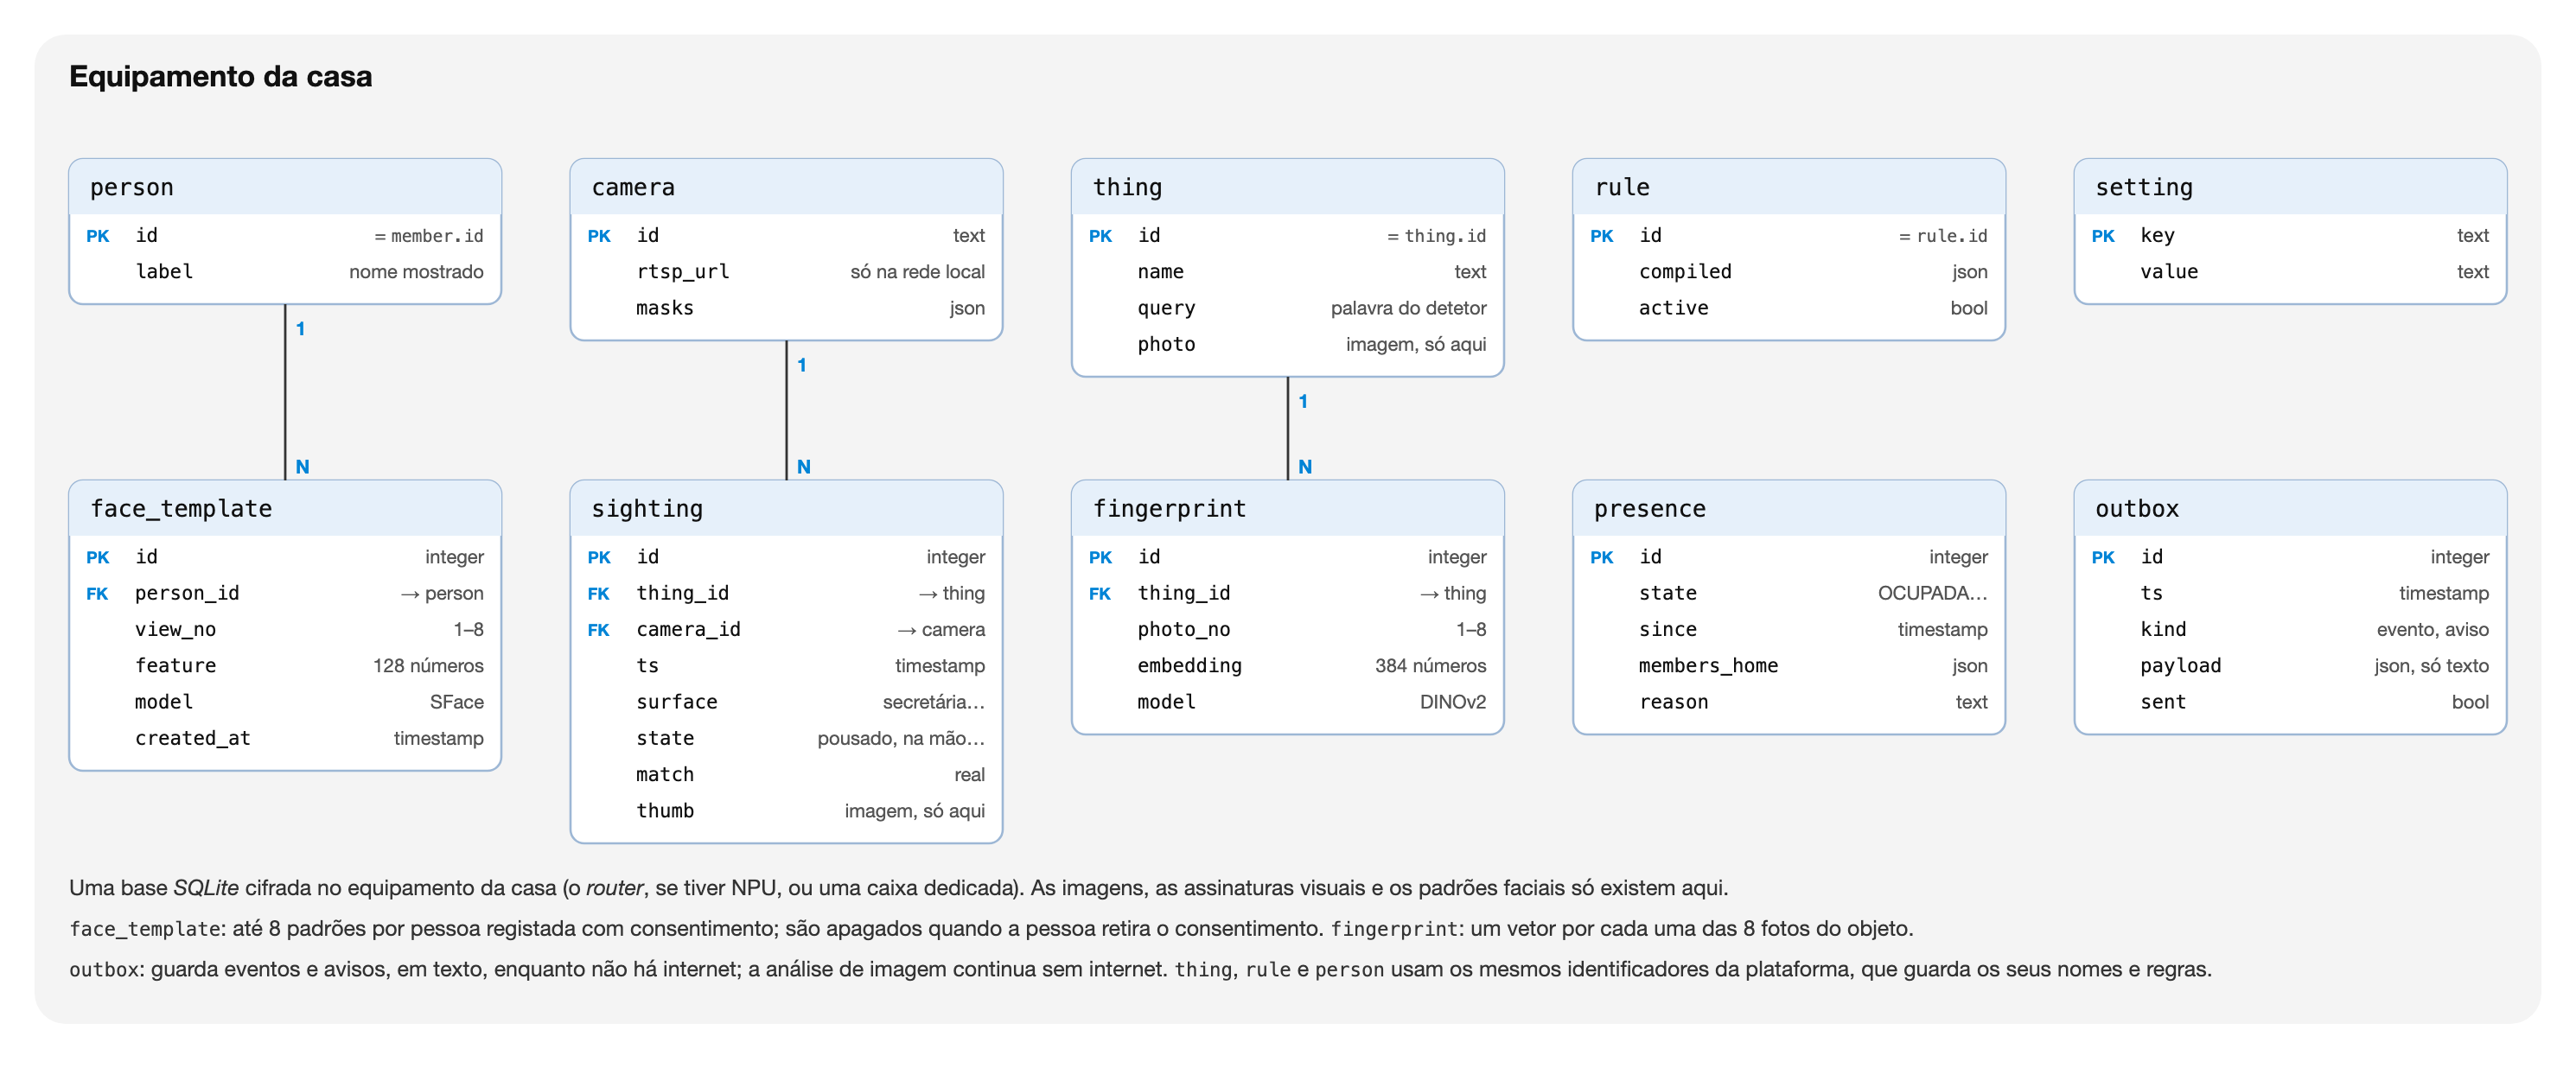 Equipamento da casa
person
PK id = member.id
label nome mostrado
1
N
camera
PK id text
rtsp_url só na rede local
masks json
1
N
thing
PK id = thing.id
name text
query palavra do detetor
photo imagem, só aqui
1
N
rule
PK id = rule.id
compiled json
active bool
setting
PK key text
value text
face_template
PK id integer
FK person_id → person
view_no 1–8
feature 128 números
model SFace
created_at timestamp
sighting
PK id integer
FK thing_id → thing
FK camera_id → camera
ts timestamp
surface secretária…
state pousado, na mão…
match real
thumb imagem, só aqui
fingerprint
PK id integer
FK thing_id → thing
photo_no 1–8
embedding 384 números
model DINOv2
presence
PK id integer
state OCUPADA…
since timestamp
members_home json
reason text
outbox
PK id integer
ts timestamp
kind evento, aviso
payload json, só texto
sent bool
Uma base SQLite cifrada no equipamento da casa (o router, se tiver NPU, ou uma caixa dedicada). As imagens, as assinaturas visuais e os padrões faciais só existem aqui.
face_template: até 8 padrões por pessoa registada com consentimento; são apagados quando a pessoa retira o consentimento. fingerprint: um vetor por cada uma das 8 fotos do objeto.
outbox: guarda eventos e avisos, em texto, enquanto não há internet; a análise de imagem continua sem internet. thing, rule e person usam os mesmos identificadores da plataforma, que guarda os seus nomes e regras.